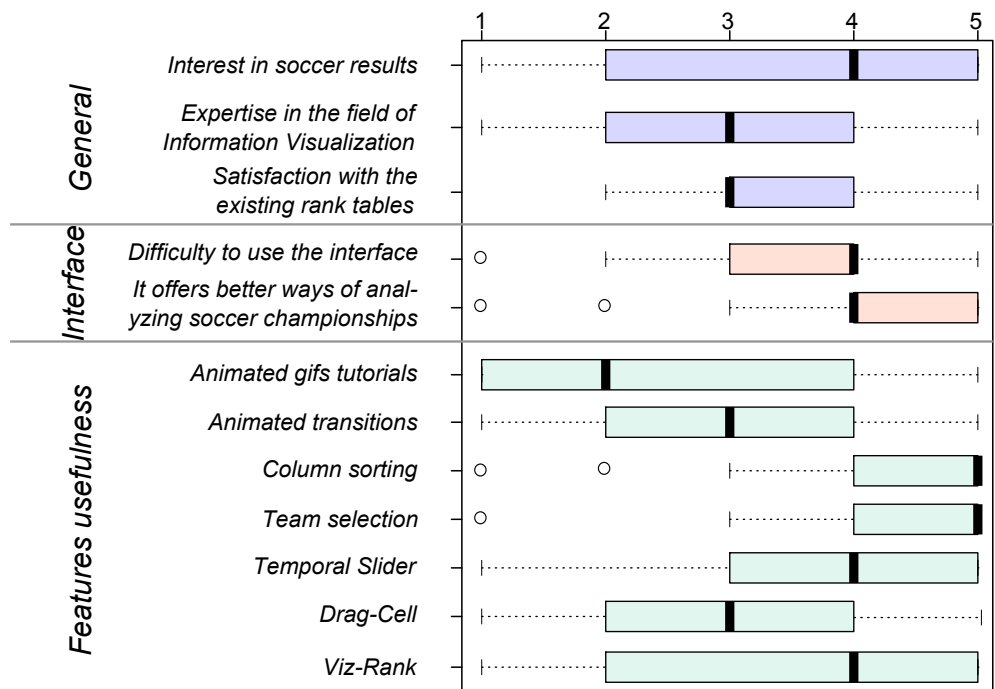 1 2 3 4 5
General
Interest in soccer results
Expertise in the field of
Information Visualization
Satisfaction with the
existing rank tables
Interface
Difficulty to use the interface
It offers better ways of anal-
yzing soccer championships
Features usefulness
Animated gifs tutorials
Animated transitions
Column sorting
Team selection
Temporal Slider
Drag-Cell
Viz-Rank